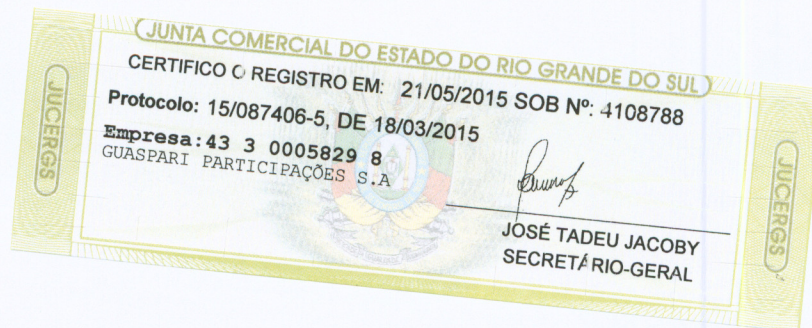 JUNTA COMERCIAL DO ESTADO DO RIO GRANDE DO SUL
JUCERGS
CERTIFICO O REGISTRO EM: 21/05/2015 SOB Nº: 4108788
Protocolo: 15/087406-5, DE 18/03/2015
Empresa:43 3 0005829 8
GUASPARI PARTICIPAÇÕES S.A
JOSÉ TADEU JACOBY
SECRETÁRIO-GERAL
JUCERGS